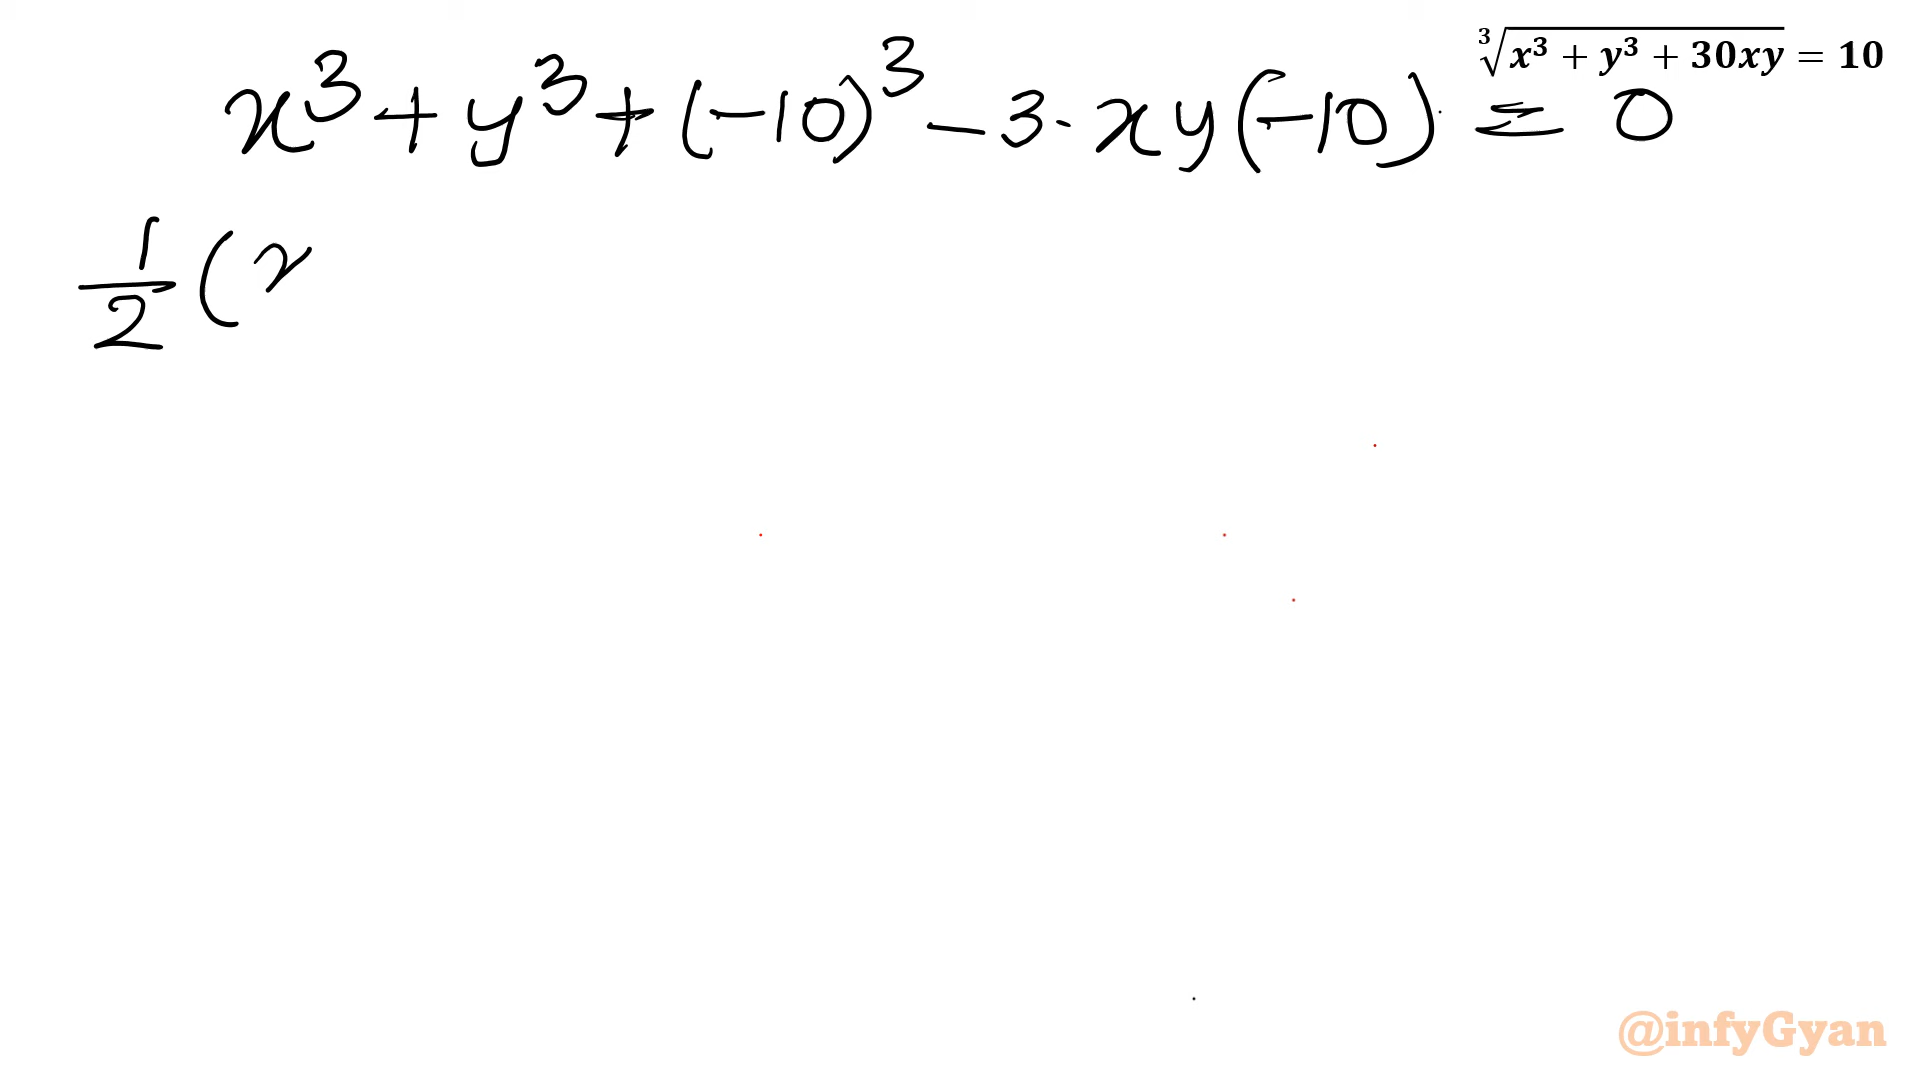 ∛(x³ + y³ + 30xy) = 10
x³ + y³ + (-10)³ - 3·xy(-10) = 0
1/2 (x
@infyGyan